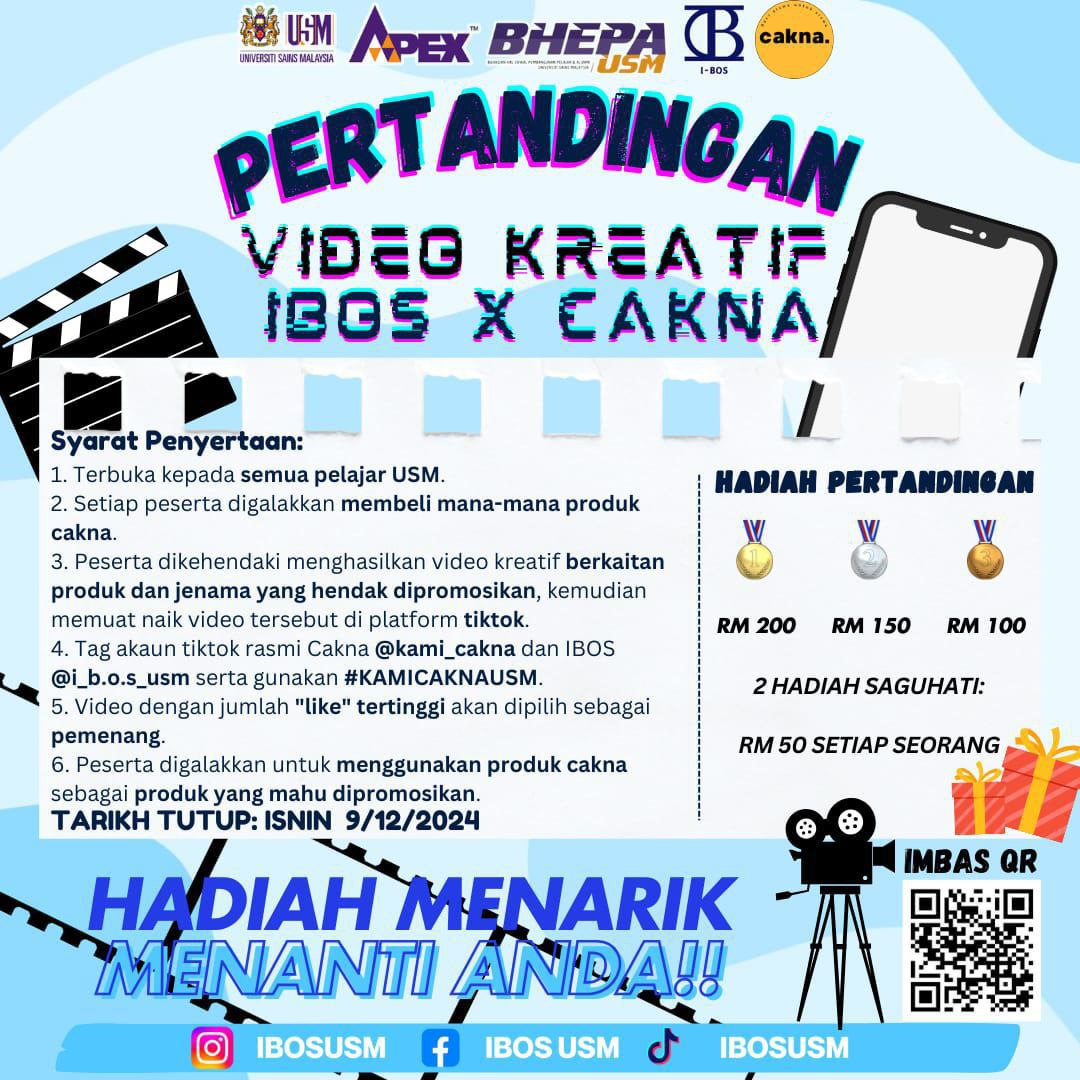 USM
UNIVERSITI SAINS MALAYSIA
APEX™
BHEPA
USM
UNIVERSITI SAINS MALAYSIA
IB
I-BOS
cakna.
PERTANDINGAN
VIDEO KREATIF
IBOS X CAKNA
Syarat Penyertaan:
1. Terbuka kepada semua pelajar USM.
2. Setiap peserta digalakkan membeli mana-mana produk
cakna.
3. Peserta dikehendaki menghasilkan video kreatif berkaitan
produk dan jenama yang hendak dipromosikan, kemudian
memuat naik video tersebut di platform tiktok.
4. Tag akaun tiktok rasmi Cakna @kami_cakna dan IBOS
@i_b.o.s_usm serta gunakan #KAMICAKNAUSM.
5. Video dengan jumlah "like" tertinggi akan dipilih sebagai
pemenang.
6. Peserta digalakkan untuk menggunakan produk cakna
sebagai produk yang mahu dipromosikan.
TARIKH TUTUP: ISNIN 9/12/2024
HADIAH PERTANDINGAN
1 2 3
RM 200 RM 150 RM 100
2 HADIAH SAGUHATI:
RM 50 SETIAP SEORANG
IMBAS QR
HADIAH MENARIK
MENANTI ANDA!!
IBOSUSM IBOS USM IBOSUSM